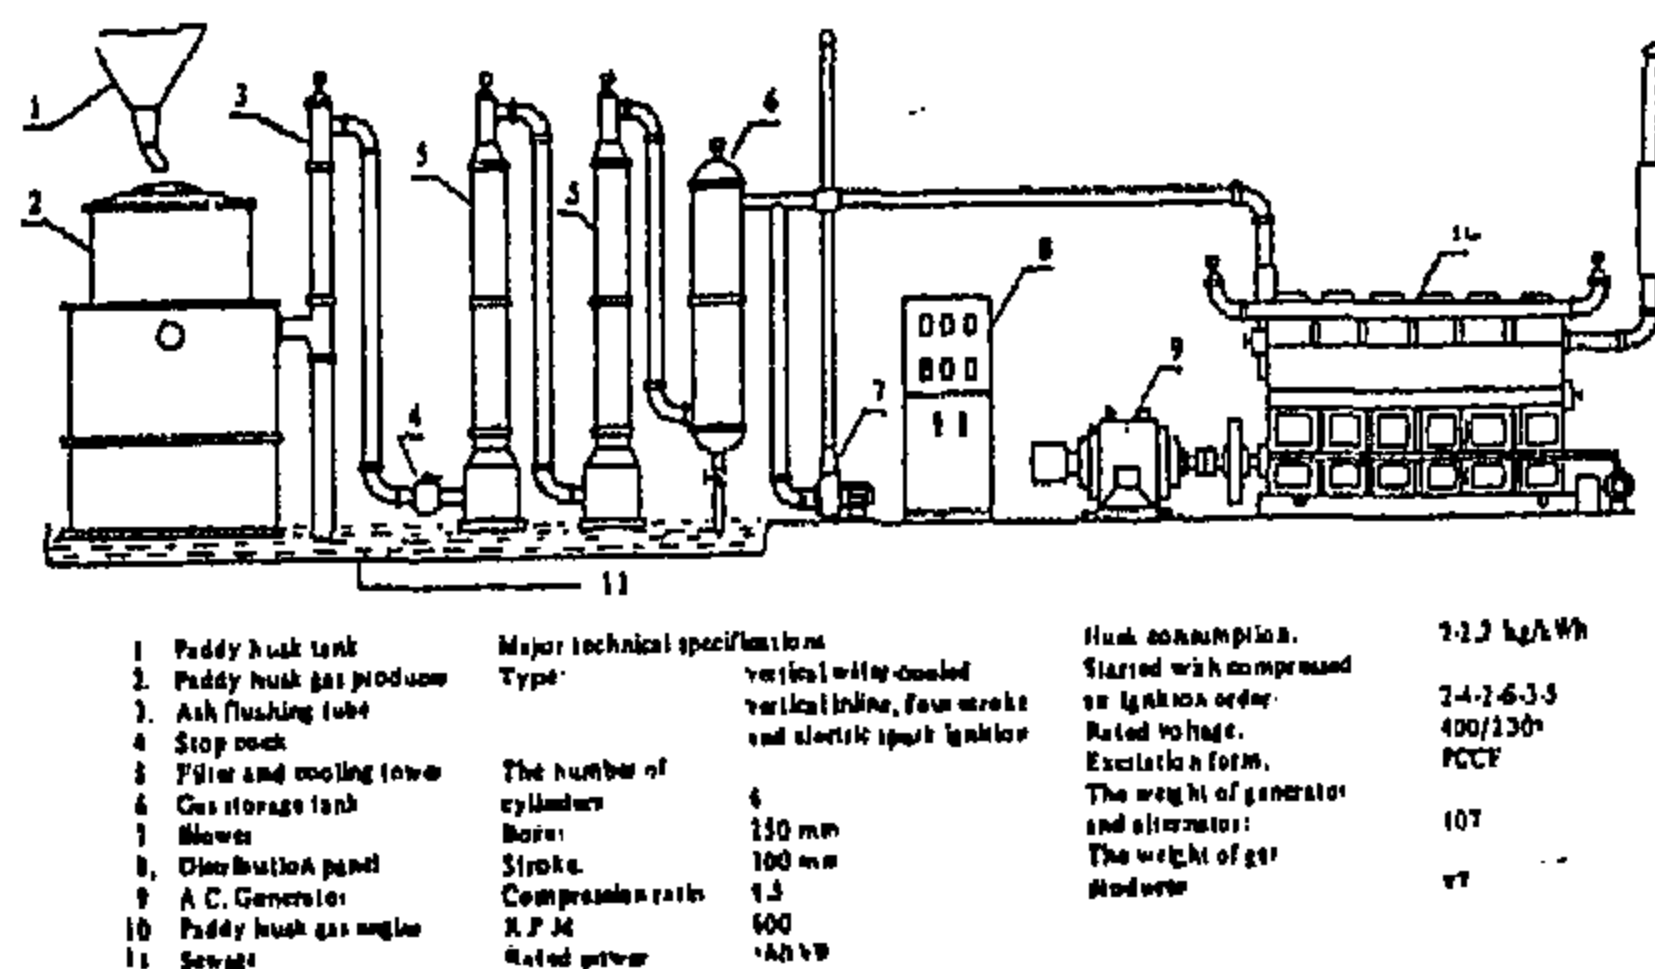 1
3
6
5
5
2
8
9
7
4
11
1 Paddy husk tank
2. Paddy husk gas producer
3. Ash flushing tube
4 Stop cock
5 Filter and cooling tower
6 Gas storage tank
7 Blower
8, Distribution panel
9 A C. Generator
10 Paddy husk gas engine
11 Sewage
Major technical specifications
Type: vertical water-cooled
vertical inline, four stroke
and electric spark ignition
The number of
cylinders 6
Bore: 250 mm
Stroke. 300 mm
Compression ratio
R P M 600
Rated power
Husk consumption.
Started with compressed
Rated voltage.
Excitation form.
The weight of generator
and alternator:
The weight of gas
producer